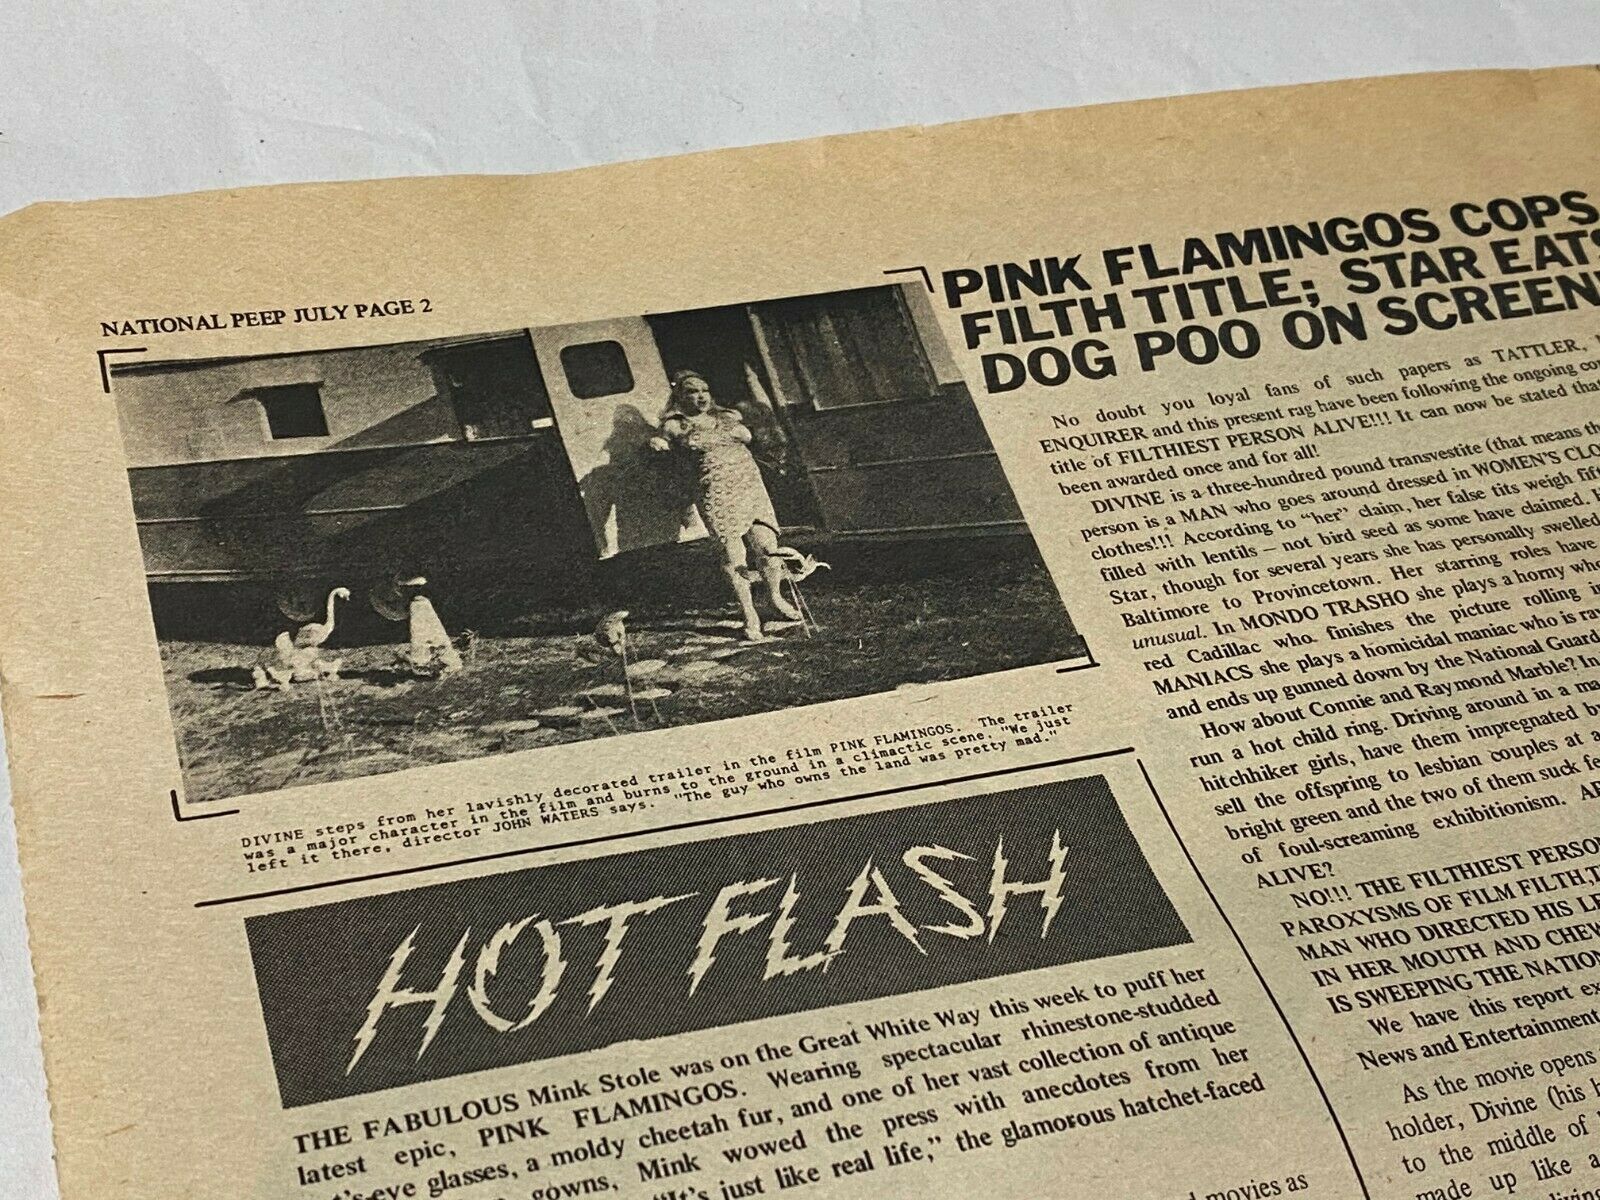 NATIONAL PEEP JULY PAGE 2
DIVINE steps from her lavishly decorated trailer in the film PINK FLAMINGOS. The trailer
was a major character in the film and burns to the ground in a climactic scene. "We just
left it there, director JOHN WATERS says. "The guy who owns the land was pretty mad."
HOT FLASH
THE FABULOUS Mink Stole was on the Great White Way this week to puff her
latest epic, PINK FLAMINGOS. Wearing spectacular rhinestone-studded
eye glasses, a moldy cheetah fur, and one of her vast collection of antique
gowns, Mink wowed the press with anecdotes from her
"It's just like real life," the glamorous hatchet-faced
movies as
PINK FLAMINGOS COPS
FILTH TITLE; STAR EATS
DOG POO ON SCREEN
No doubt you loyal fans of such papers as TATTLER,
ENQUIRER and this present rag have been following the ongoing
title of FILTHIEST PERSON ALIVE!!! It can now be stated that
been awarded once and for all!
DIVINE is a three-hundred pound transvestite (that means the
person is a MAN who goes around dressed in WOMEN'S
clothes!!! According to "her" claim, her false tits weigh
filled with lentils – not bird seed as some have claimed.
Star, though for several years she has personally swelled
Baltimore to Provincetown. Her starring roles have
unusual. In MONDO TRASHO she plays a horny
red Cadillac who finishes the picture rolling
MANIACS she plays a homicidal maniac who is
and ends up gunned down by the National Guard
How about Connie and Raymond Marble? In
run a hot child ring. Driving around in a
hitchhiker girls, have them impregnated
sell the offspring to lesbian couples at a
bright green and the two of them suck
of foul-screaming exhibitionism.
ALIVE?
NO!!! THE FILTHIEST
PAROXYSMS OF FILM FILTH,
MAN WHO DIRECTED HIS
IN HER MOUTH AND
IS SWEEPING THE
We have this report
News and Entertainment
As the movie opens
holder, Divine (his
to the middle of
made up like a